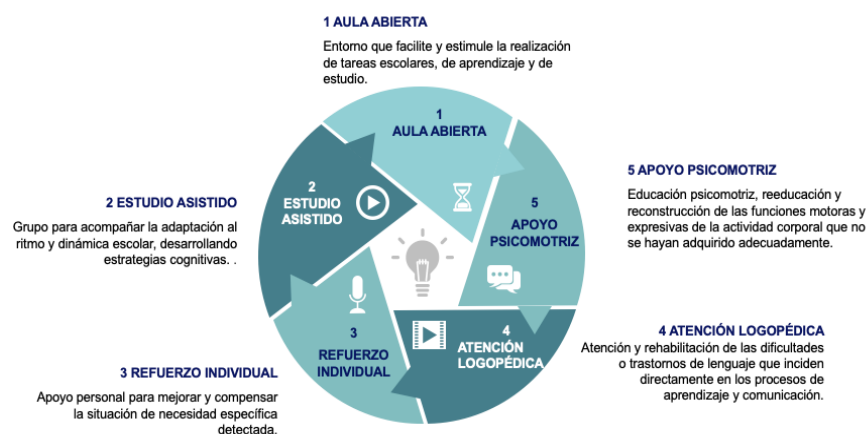 1 AULA ABIERTA
Entorno que facilite y estimule la realización
de tareas escolares, de aprendizaje y de
estudio.
1
AULA ABIERTA
2
ESTUDIO
ASISTIDO
5
APOYO
PSICOMOTRIZ
3
REFUERZO
INDIVIDUAL
4
ATENCIÓN
LOGOPÉDICA
2 ESTUDIO ASISTIDO
Grupo para acompañar la adaptación al
ritmo y dinámica escolar, desarrollando
estrategias cognitivas. .
5 APOYO PSICOMOTRIZ
Educación psicomotriz, reeducación y
reconstrucción de las funciones motoras y
expresivas de la actividad corporal que no
se hayan adquirido adecuadamente.
3 REFUERZO INDIVIDUAL
Apoyo personal para mejorar y compensar
la situación de necesidad específica
detectada.
4 ATENCIÓN LOGOPÉDICA
Atención y rehabilitación de las dificultades
o trastornos de lenguaje que inciden
directamente en los procesos de
aprendizaje y comunicación.